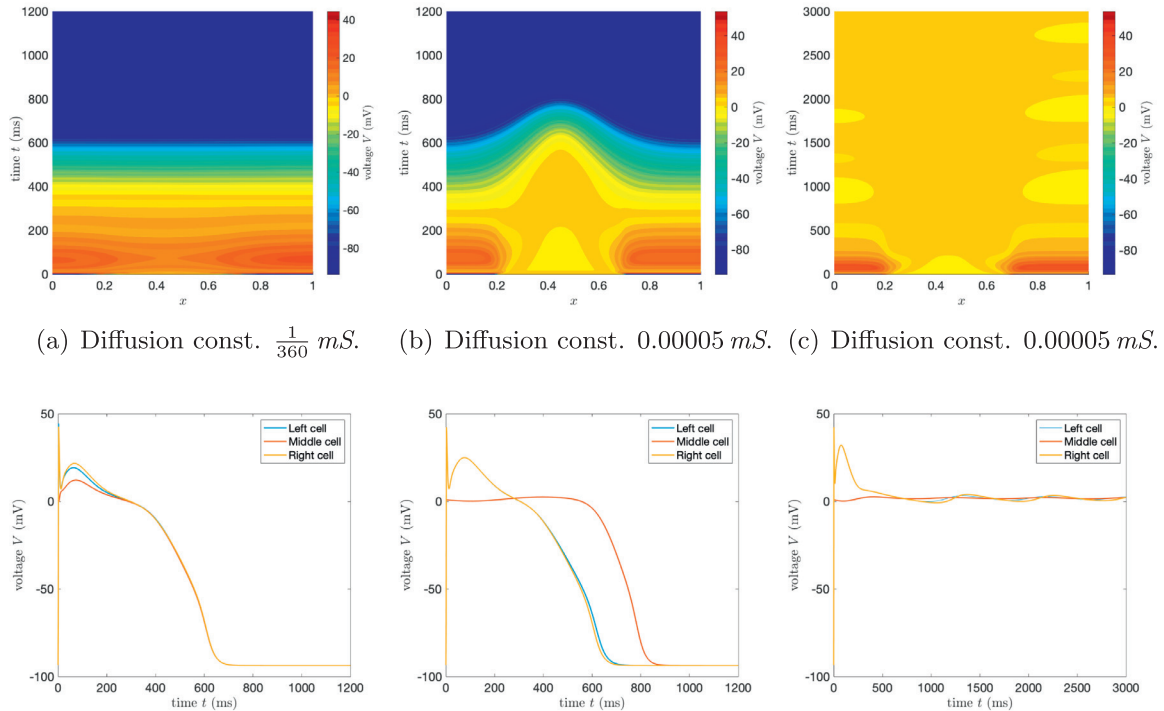 1200
1000
800
600
400
200
0
time t (ms)
0 0.2 0.4 0.6 0.8 1
x
40
20
0
-20
-40
-60
-80
voltage V (mV)
1200
1000
800
600
400
200
0
time t (ms)
0 0.2 0.4 0.6 0.8 1
x
40
20
0
-20
-40
-60
-80
voltage V (mV)
3000
2500
2000
1500
3000
500
0
time t (ms)
0 0.2 0.4 0.6 0.8 1
x
40
20
0
-20
-40
-60
-80
voltage V (mV)
(a) Diffusion const. 1/360 mS.
(b) Diffusion const. 0.00005 mS.
(c) Diffusion const. 0.00005 mS.
50
0
-50
-100
voltage V (mV)
Left cell
Middle cell
Right cell
0 200 400 600 800 1000 1200
time t (ms)
50
0
-50
-100
voltage V (mV)
Left cell
Middle cell
Right cell
0 200 400 600 800 1000 1200
time t (ms)
50
0
-50
-100
voltage V (mV)
Left cell
Middle cell
Right cell
0 500 1000 1500 2000 2500 3000
time t (ms)